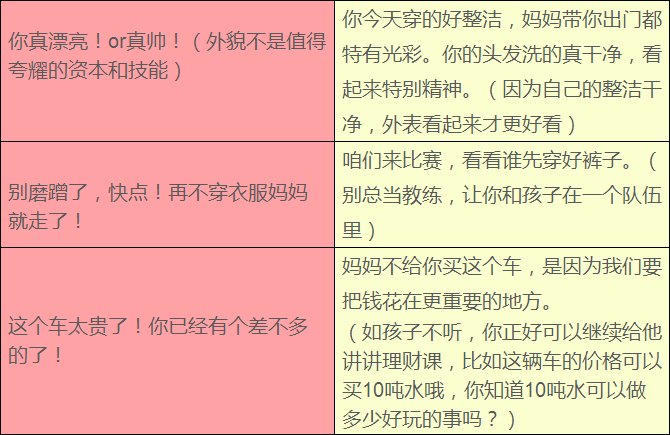 你真漂亮！or真帅！（外貌不是值得
夸耀的资本和技能）
你今天穿的好整洁，妈妈带你出门都
特有光彩。你的头发洗的真干净，看
起来特别精神。（因为自己的整洁干
净，外表看起来才更好看）
别磨蹭了，快点！再不穿衣服妈妈
就走了！
咱们来比赛，看看谁先穿好裤子。（
别总当教练，让你和孩子在一个队伍
里）
这个车太贵了！你已经有个差不多
的了！
妈妈不给你买这个车，是因为我们要
把钱花在更重要的地方。
（如孩子不听，你正好可以继续给他
讲讲理财课，比如这辆车的价格可以
买10吨水哦，你知道10吨水可以做
多少好玩的事吗？）